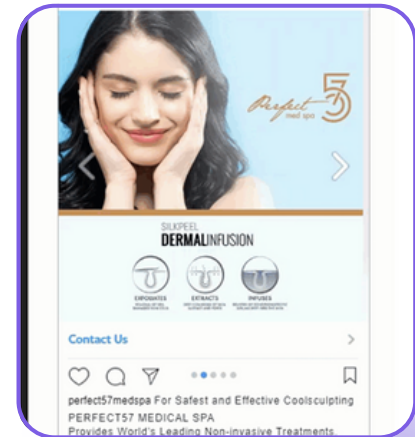 Perfect 57
med spa
SILKPEEL
DERMALINFUSION
EXFOLIATES
EXTRACTS
INFUSES
Contact Us
perfect57medspa For Safest and Effective Coolsculpting
PERFECT57 MEDICAL SPA
Provides World's Leading Non-invasive Treatments